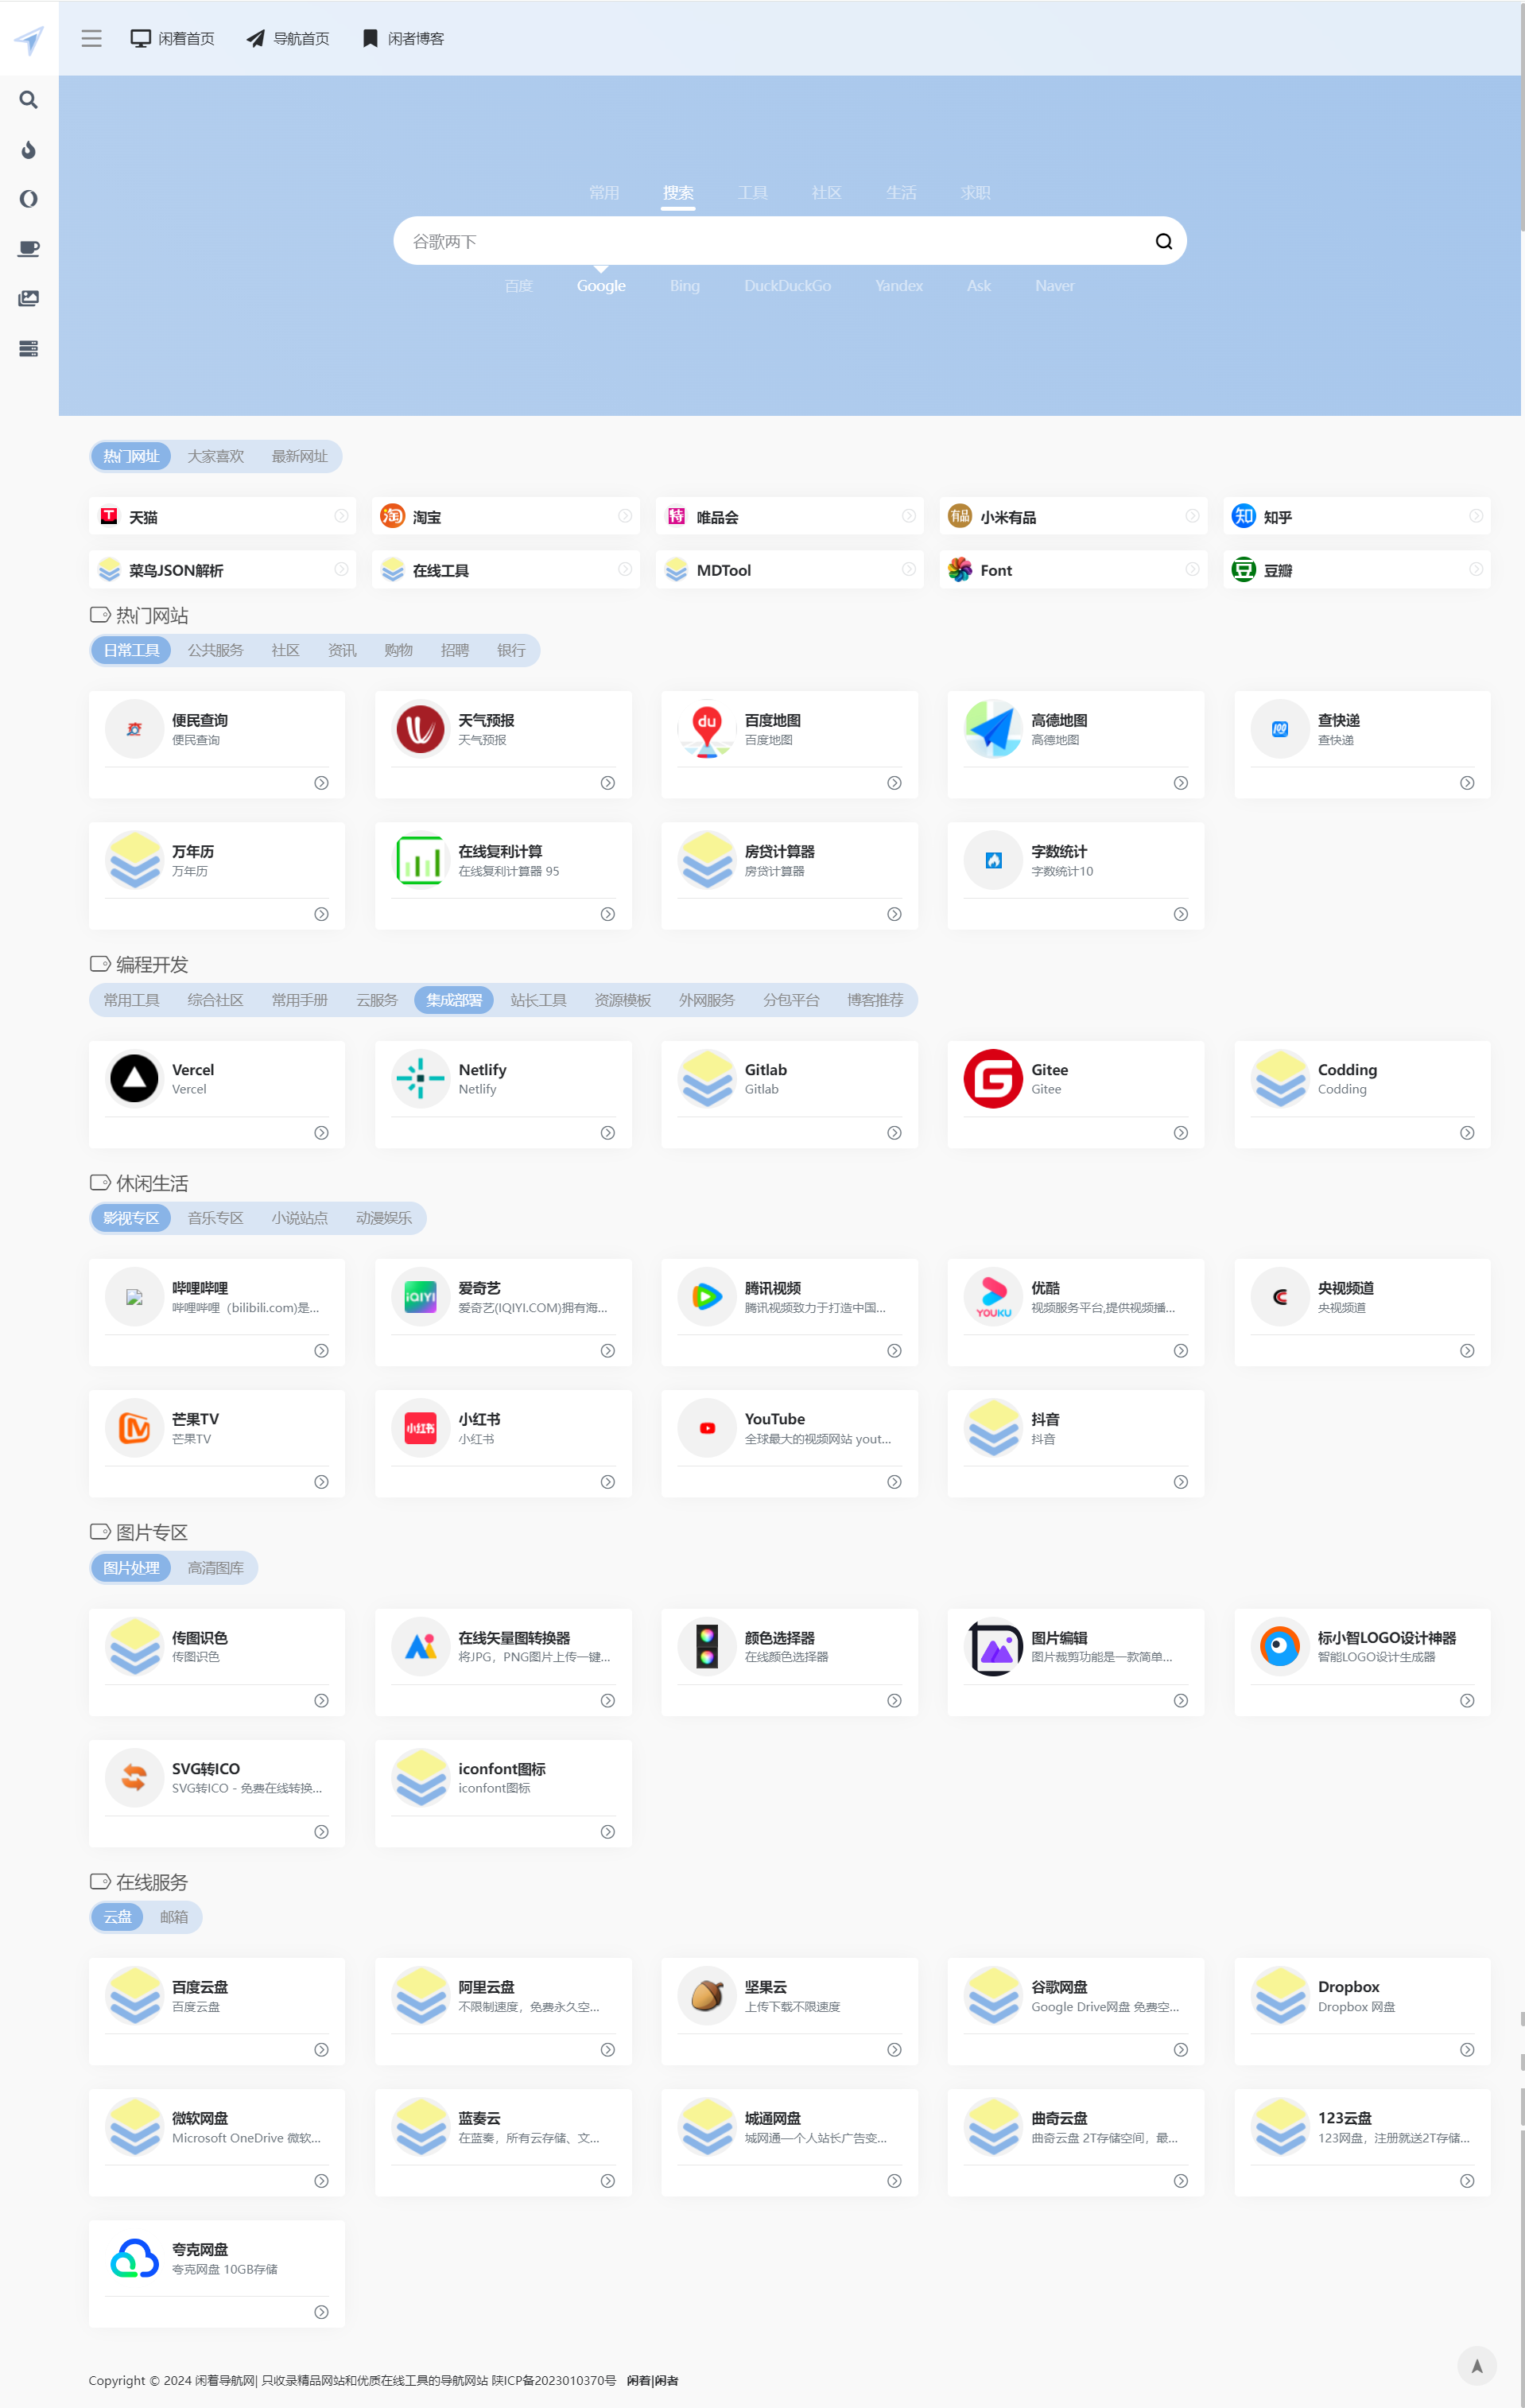 闲着首页 导航首页 闲者博客
常用 搜索 工具 社区 生活 求职
谷歌两下
百度 Google Bing DuckDuckGo Yandex Ask Naver
热门网址 大家喜欢 最新网址
天猫 淘宝 唯品会 小米有品 知乎
菜鸟JSON解析 在线工具 MDTool Font 豆瓣
热门网站
日常工具 公共服务 社区 资讯 购物 招聘 银行
便民查询 天气预报 百度地图 高德地图 查快递
便民查询 天气预报 百度地图 高德地图 查快递
万年历 在线复利计算 房贷计算器 字数统计
万年历 在线复利计算器 95 房贷计算器 字数统计10
编程开发
常用工具 综合社区 常用手册 云服务 集成部署 站长工具 资源模板 外网服务 分包平台 博客推荐
Vercel Netlify Gitlab Gitee Codding
Vercel Netlify Gitlab Gitee Codding
休闲生活
影视专区 音乐专区 小说站点 动漫娱乐
哔哩哔哩 爱奇艺 腾讯视频 优酷 央视频道
哔哩哔哩（bilibili.com)是... 爱奇艺(IQIYI.COM)拥有海... 腾讯视频致力于打造中国... 视频服务平台,提供视频播... 央视频道
芒果TV 小红书 YouTube 抖音
芒果TV 小红书 全球最大的视频网站 yout... 抖音
图片专区
图片处理 高清图库
传图识色 在线矢量图转换器 颜色选择器 图片编辑 标小智LOGO设计神器
传图识色 将JPG，PNG图片上传一键... 在线颜色选择器 图片裁剪功能是一款简单... 智能LOGO设计生成器
SVG转ICO iconfont图标
SVG转ICO - 免费在线转换... iconfont图标
在线服务
云盘 邮箱
百度云盘 阿里云盘 坚果云 谷歌网盘 Dropbox
百度云盘 不限制速度，免费永久空... 上传下载不限速度 Google Drive网盘 免费空... Dropbox 网盘
微软网盘 蓝奏云 城通网盘 曲奇云盘 123云盘
Microsoft OneDrive 微软... 在蓝奏，所有云存储、文... 城网通—个人站长广告变... 曲奇云盘 2T存储空间，最... 123网盘，注册就送2T存储...
夸克网盘
夸克网盘 10GB存储
Copyright © 2024 闲着导航网| 只收录精品网站和优质在线工具的导航网站 陕ICP备2023010370号 闲着|闲者